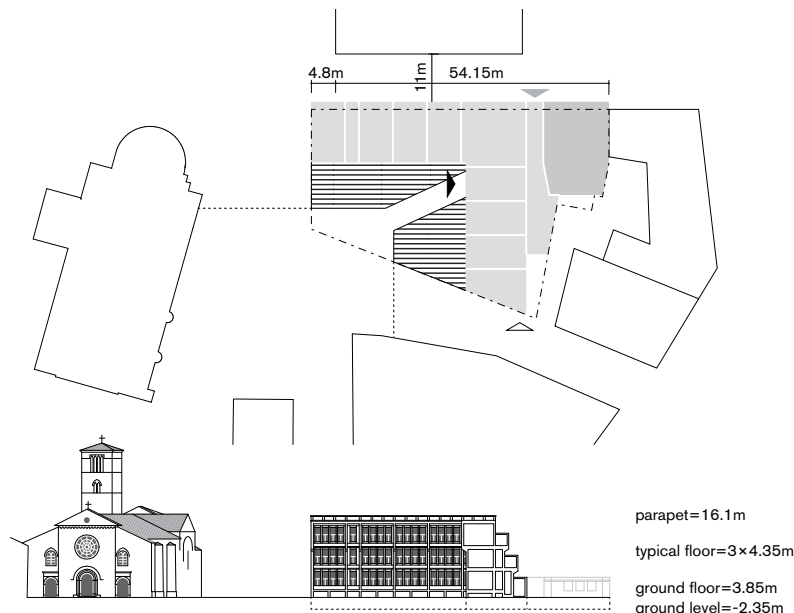 4.8m
11m
54.15m
parapet=16.1m
typical floor=3×4.35m
ground floor=3.85m
ground level=-2.35m